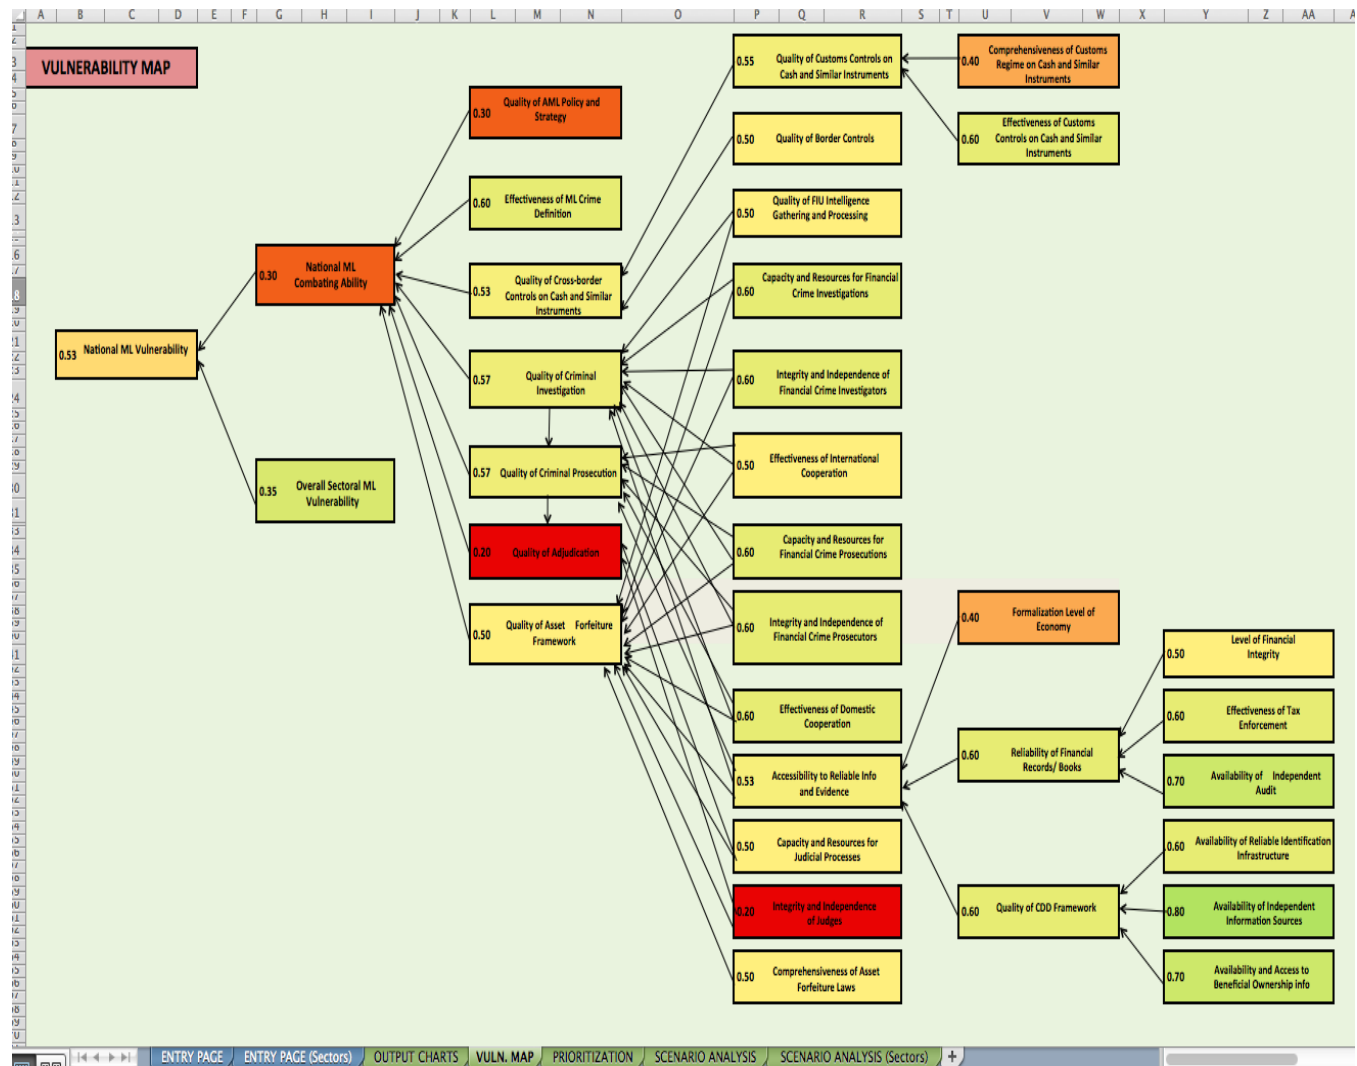 A B C D E F G H I J K L M N O P Q R S T U V W X Y Z AA
VULNERABILITY MAP
0.53 National ML Vulnerability
0.30 National ML
Combating Ability
0.35 Overall Sectoral ML
Vulnerability
0.30 Quality of AML Policy and
Strategy
0.60 Effectiveness of ML Crime
Definition
0.53 Quality of Cross-border
Controls on Cash and Similar
Instruments
0.57 Quality of Criminal
Investigation
0.57 Quality of Criminal Prosecution
0.20 Quality of Adjudication
0.50 Quality of Asset Forfeiture
Framework
0.55 Quality of Customs Controls on
Cash and Similar Instruments
0.50 Quality of Border Controls
0.50 Quality of FIU Intelligence
Gathering and Processing
0.60 Capacity and Resources for Financial
Crime Investigations
0.60 Integrity and Independence of
Financial Crime Investigators
0.50 Effectiveness of International
Cooperation
0.60 Capacity and Resources for
Financial Crime Prosecutions
0.60 Integrity and Independence of
Financial Crime Prosecutors
0.60 Effectiveness of Domestic
Cooperation
0.53 Accessibility to Reliable Info
and Evidence
0.50 Capacity and Resources for
Judicial Processes
0.20 Integrity and Independence
of Judges
0.50 Comprehensiveness of Asset
Forfeiture Laws
0.40 Comprehensiveness of Customs
Regime on Cash and Similar
Instruments
0.60 Effectiveness of Customs
Controls on Cash and Similar
Instruments
0.40 Formalization Level of
Economy
0.60 Reliability of Financial
Records/ Books
0.60 Quality of CDD Framework
0.50 Level of Financial
Integrity
0.60 Effectiveness of Tax
Enforcement
0.70 Availability of Independent
Audit
0.60 Availability of Reliable Identification
Infrastructure
0.80 Availability of Independent
Information Sources
0.70 Availability and Access to
Beneficial Ownership info
ENTRY PAGE ENTRY PAGE (Sectors) OUTPUT CHARTS VULN. MAP PRIORITIZATION SCENARIO ANALYSIS SCENARIO ANALYSIS (Sectors) +